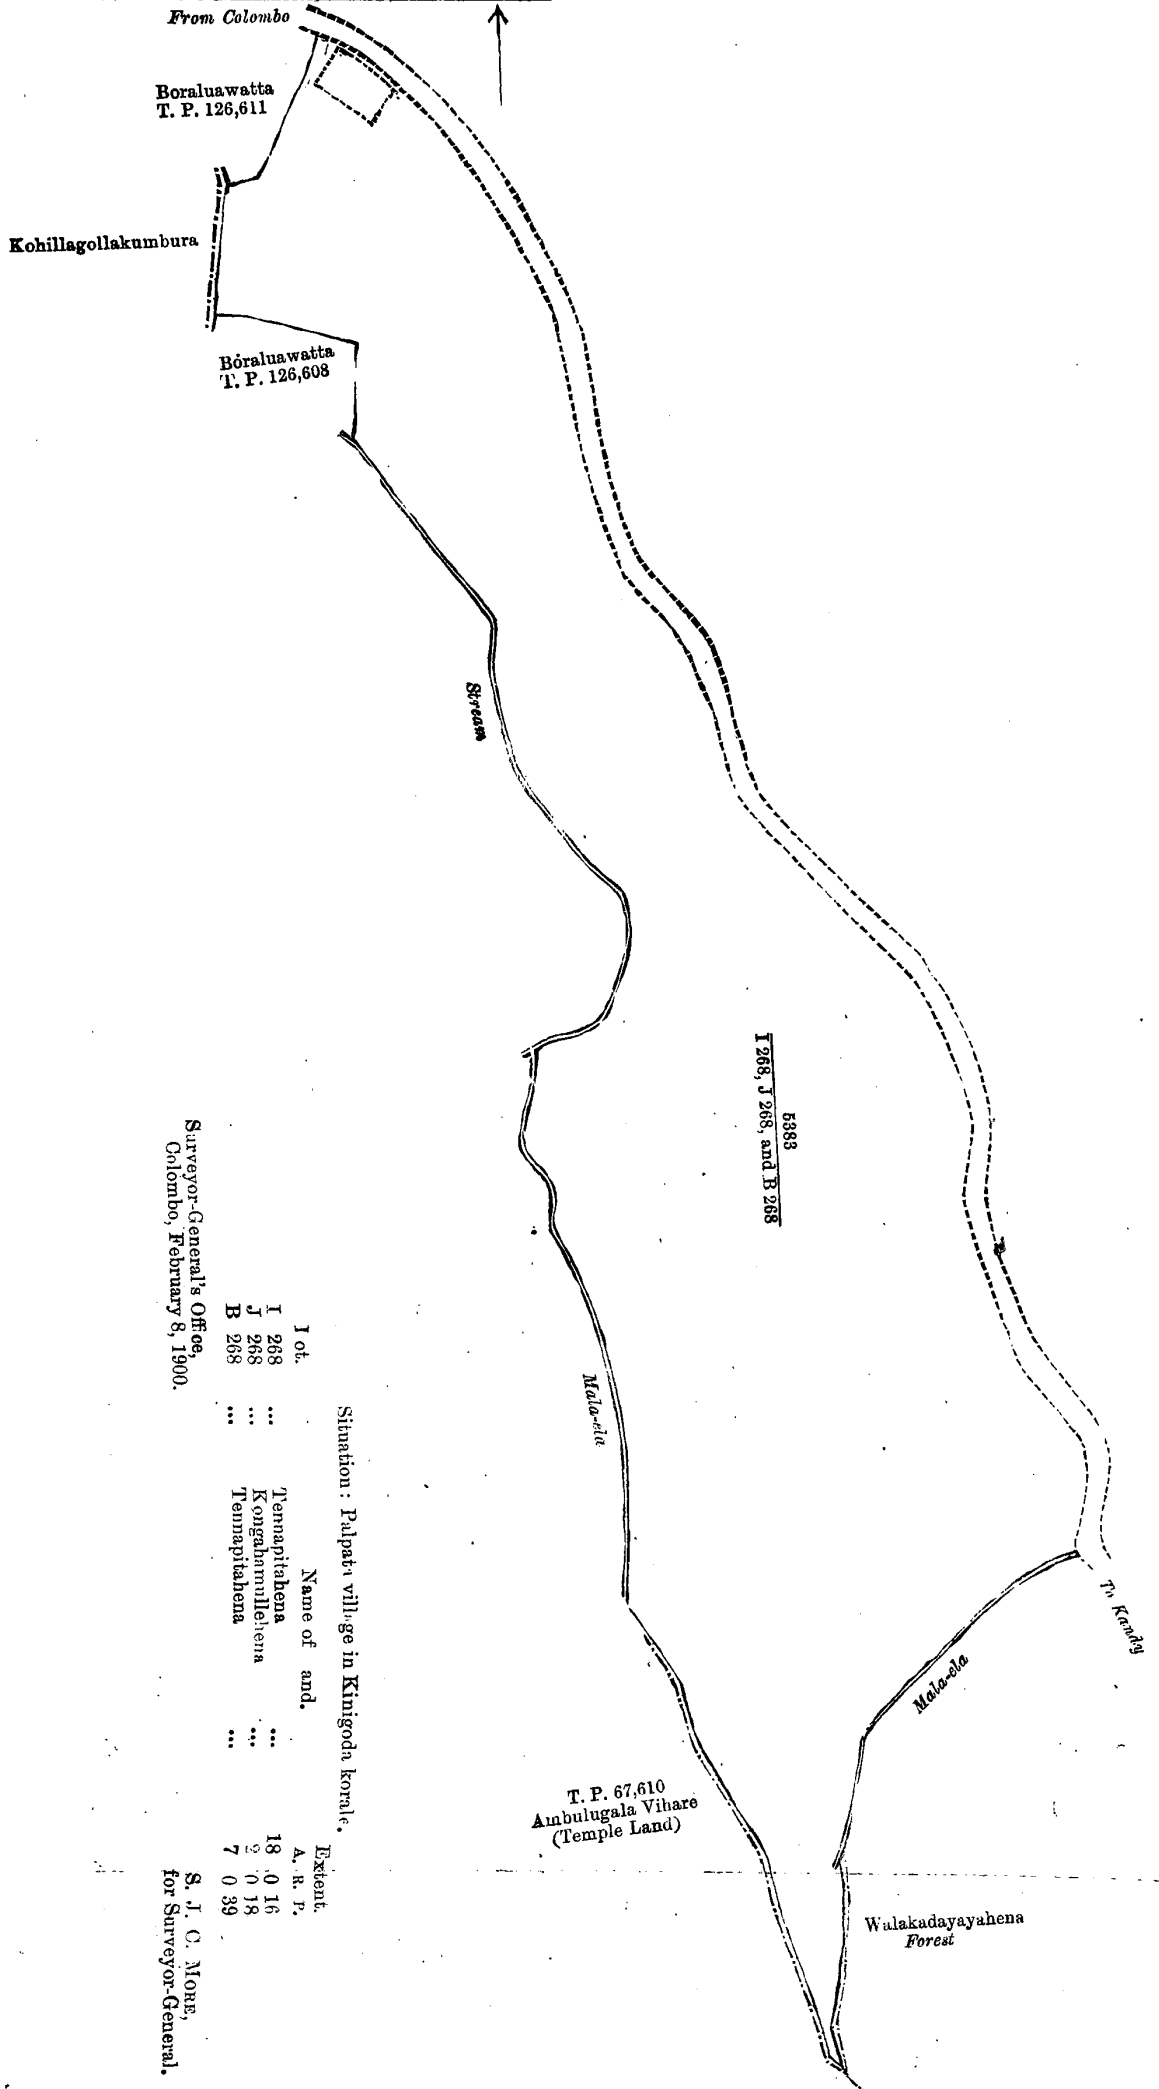 From Colombo
Boraluawatta
T. P. 126,611
Kohillagollakumbura
Boraluawatta
T. P. 126,608
Stream
5383
I 268, J 268, and B 268
Mala-ela
To Kandy
Mala-ela
T. P. 67,610
Ambulugala Vihare
(Temple Land)
Walakadayayahena
Forest
Situation: Palpata village in Kinigoda korale.
Extent.
Lot. Name of and. A. R. P.
I 268 ... Tennapitahena ... 18 0 16
J 268 ... Kongahamullehena ... 0 18
B 268 ... Tennapitahena ... 7 0 39
Surveyor-General's Office,
Colombo, February 8, 1900.
S. J. C. MORE,
for Surveyor-General.